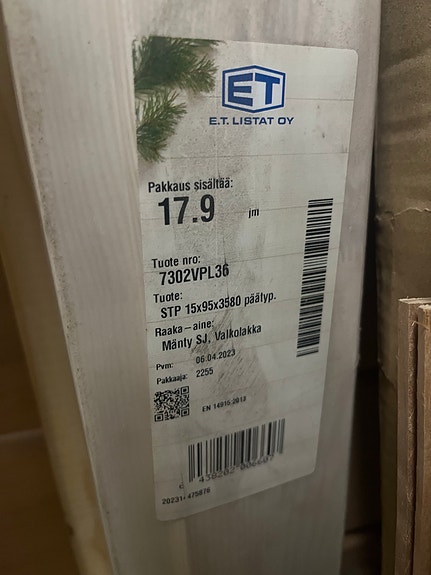 ET
E.T. LISTAT OY
Pakkaus sisältää:
17.9 jm
Tuote nro:
7302VPL36
Tuote:
STP 15x95x3580 päätyp.
Raaka-aine:
Mänty SJ, Valkolakka
Pvm: 06.04.2023
Pakkaaja: 2255
EN 14915:2013